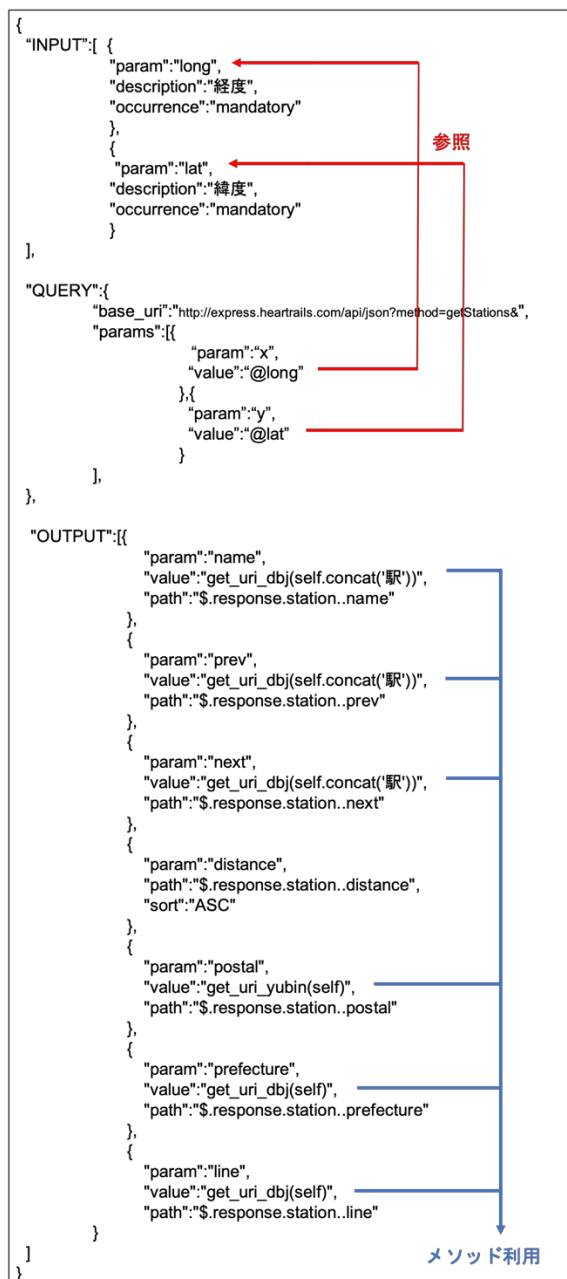 {
“INPUT”:[ {
"param":"long",
"description":"経度",
"occurrence":"mandatory"
},
{
"param":"lat",
"description":"緯度",
"occurrence":"mandatory"
}
],
参照
"QUERY":{
“base_uri”:"http://express.heartrails.com/api/json?method=getStations&",
"params":[{
“param”:“x”,
“value”:“@long”
},{
“param”:“y”,
“value”:“@lat”
}
],
},
"OUTPUT":[{
"param":"name",
"value":"get_uri_dbj(self.concat('駅'))",
"path":"$.response.station..name"
},
{
"param":"prev",
"value":"get_uri_dbj(self.concat('駅'))",
"path":"$.response.station..prev"
},
{
"param":"next",
"value":"get_uri_dbj(self.concat('駅'))",
"path":"$.response.station..next"
},
{
"param":"distance",
"path":"$.response.station..distance",
"sort":"ASC"
},
{
"param":"postal",
"value":"get_uri_yubin(self)",
"path":"$.response.station..postal"
},
{
"param":"prefecture",
"value":"get_uri_dbj(self)",
"path":"$.response.station..prefecture"
},
{
"param":"line",
"value":"get_uri_dbj(self)",
"path":"$.response.station..line"
}
]
メソッド利用
}